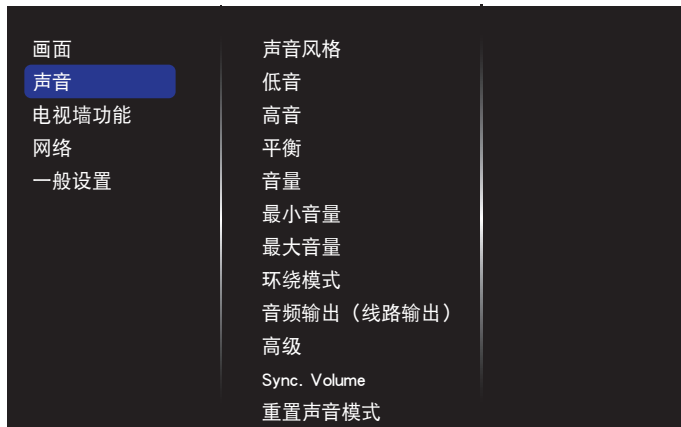 画面
声音
电视墙功能
网络
一般设置
声音风格
低音
高音
平衡
音量
最小音量
最大音量
环绕模式
音频输出（线路输出）
高级
Sync. Volume
重置声音模式